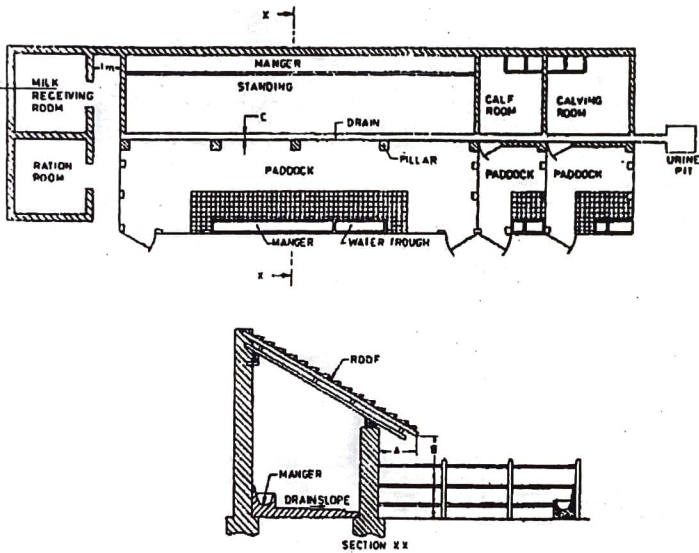 X
MANGER
STANDING
1m
MILK
RECEIVING
ROOM
CALF
ROOM
CALVING
ROOM
C
DRAIN
PILLAR
URINE
PIT
RATION
ROOM
PADDOCK
PADDOCK
PADDOCK
MANGER
WATER TROUGH
X
ROOF
A
B
MANGER
DRAINSLOPE
SECTION XX